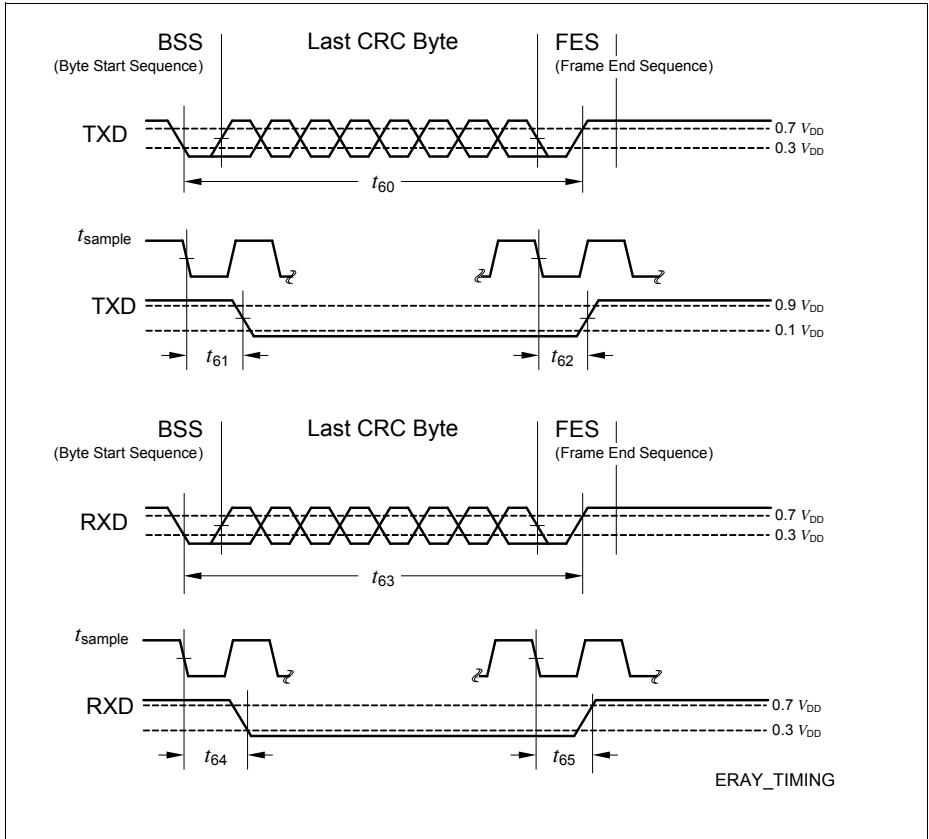 BSS Last CRC Byte FES
(Byte Start Sequence) (Frame End Sequence)
TXD 0.7 VDD
0.3 VDD
t60
tsample
TXD 0.9 VDD
0.1 VDD
t61 t62
BSS Last CRC Byte FES
(Byte Start Sequence) (Frame End Sequence)
RXD 0.7 VDD
0.3 VDD
t63
tsample
RXD 0.7 VDD
0.3 VDD
t64 t65
ERAY_TIMING